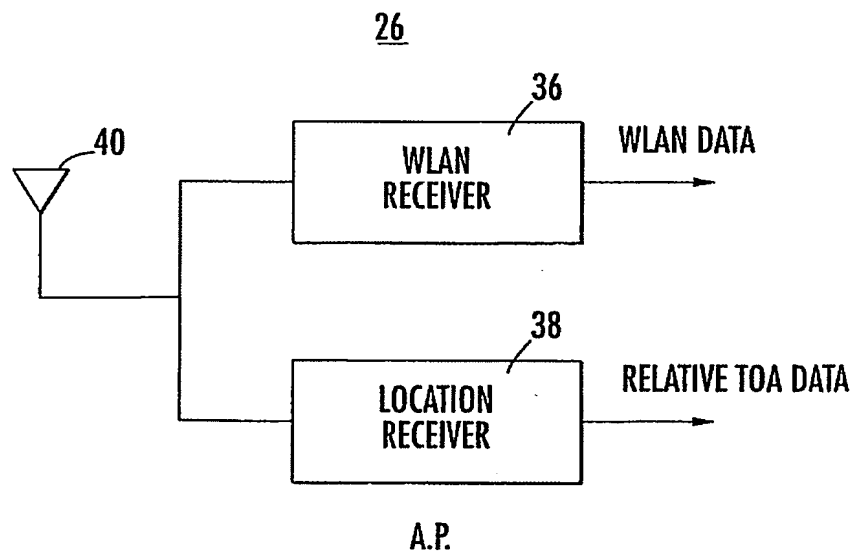 26
40
36
WLAN
RECEIVER
WLAN DATA
38
LOCATION
RECEIVER
RELATIVE TOA DATA
A.P.